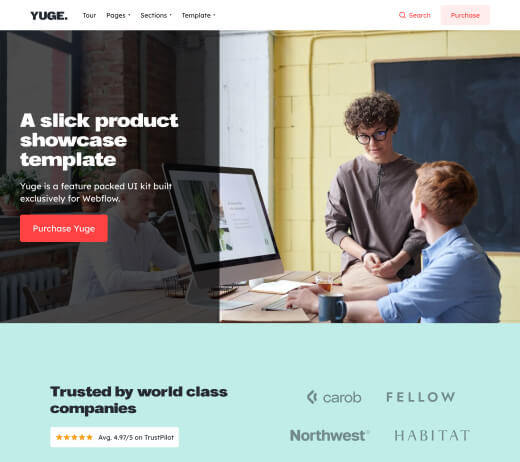 YUGE.
Tour
Pages
Sections
Template
Search
Purchase
A slick product
showcase
template
Yuge is a feature packed UI kit built
exclusively for Webflow.
Purchase Yuge
Trusted by world class
companies
Avg. 4.97/5 on TrustPilot
carob
FELLOW
Northwest®
HABITAT